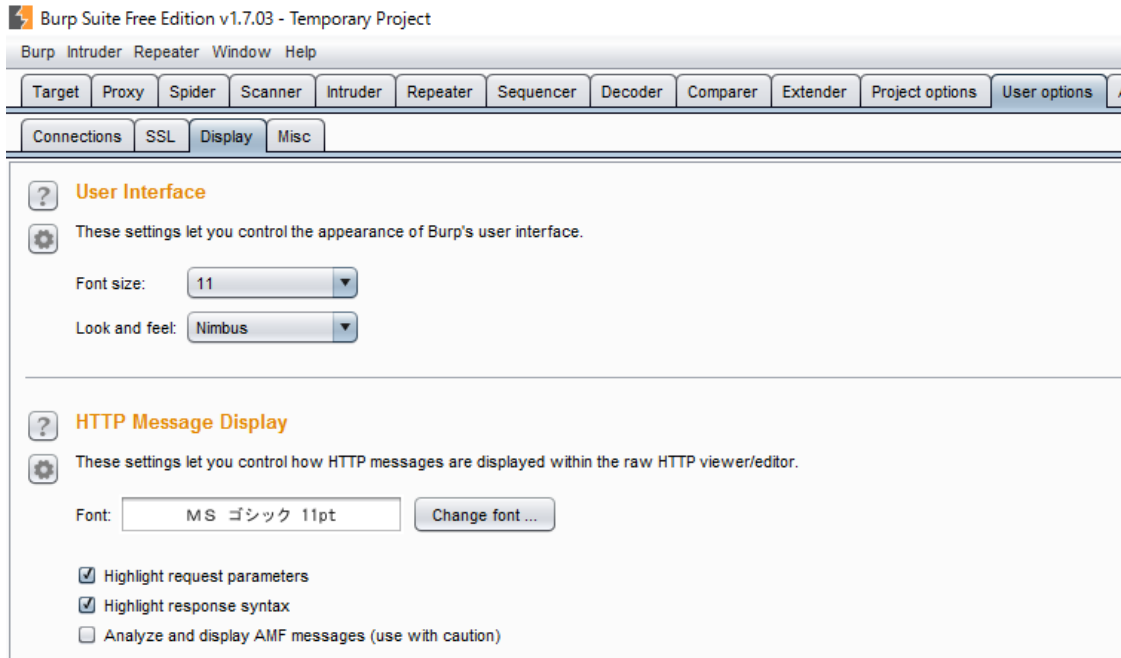 Burp Suite Free Edition v1.7.03 - Temporary Project
Burp Intruder Repeater Window Help
Target Proxy Spider Scanner Intruder Repeater Sequencer Decoder Comparer Extender Project options User options
Connections SSL Display Misc
User Interface
These settings let you control the appearance of Burp's user interface.
Font size: 11
Look and feel: Nimbus
HTTP Message Display
These settings let you control how HTTP messages are displayed within the raw HTTP viewer/editor.
Font: ＭＳ ゴシック 11pt Change font ...
Highlight request parameters
Highlight response syntax
Analyze and display AMF messages (use with caution)